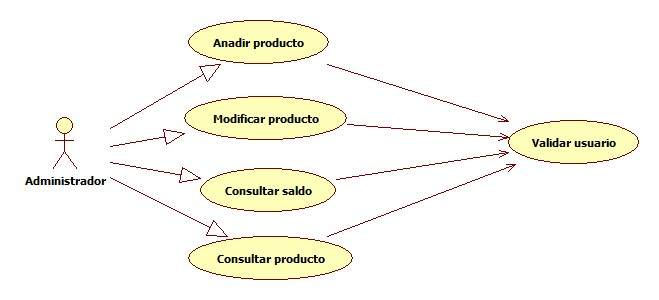 Anadir producto
Modificar producto
Validar usuario
Administrador
Consultar saldo
Consultar producto